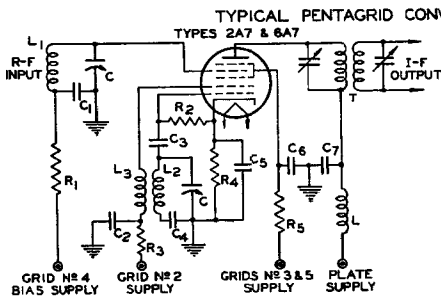 TYPICAL PENTAGRID CONV
TYPES 2A7 & 6A7
L1
R-F
INPUT
C
C1
R1
R2
C3
L3
L2
C
C2
R3
C4
R4
C5
C6
C7
R5
L
T
I-F
OUTPUT
GRID Nº 4
BIAS SUPPLY
GRID Nº 2
SUPPLY
GRIDS Nº 3 & 5
SUPPLY
PLATE
SUPPLY